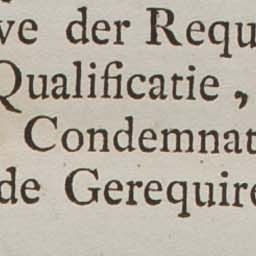 ve der Requ
Qualificatie,
Condemnat
de Gerequire